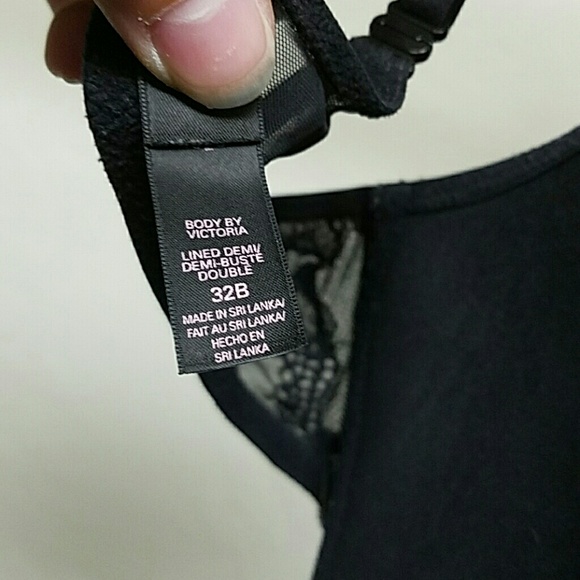 BODY BY
VICTORIA
LINED DEMI/
DEMI-BUSTE
DOUBLÉ
32B
MADE IN SRI LANKA/
FAIT AU SRI LANKA/
HECHO EN
SRI LANKA